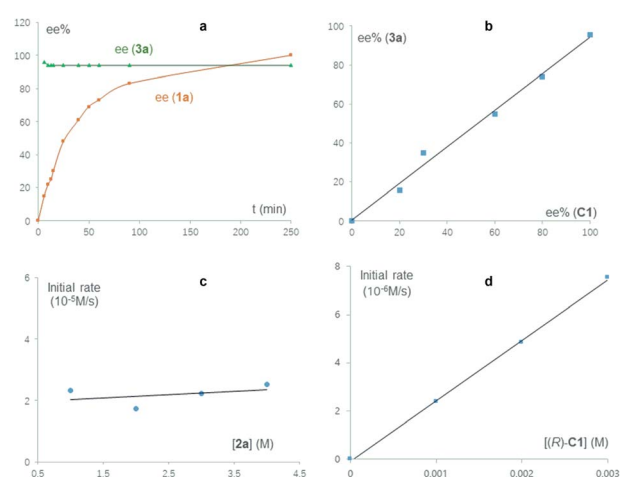 a
ee%
ee (3a)
ee (1a)
t (min)
120
100
80
60
40
20
0
0 50 100 150 200 250
b
ee% (3a)
ee% (C1)
100
80
60
40
20
0
0 20 40 60 80 100
c
Initial rate
(10-5M/s)
[2a] (M)
6
4
2
0
0.5 1.5 2.5 3.5 4.5
d
Initial rate
(10-6M/s)
[(R)-C1] (M)
8
6
4
2
0
0 0.001 0.002 0.003